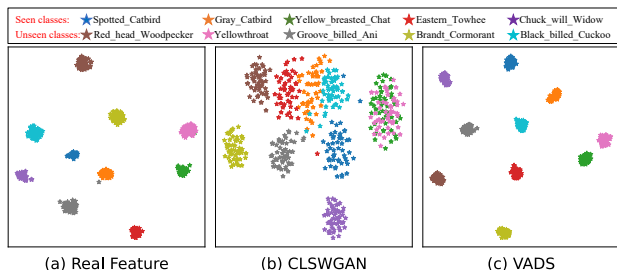 Seen classes: Spotted_Catbird Gray_Catbird Yellow_breasted_Chat Eastern_Towhee Chuck_will_Widow
Unseen classes: Red_head_Woodpecker Yellowthroat Groove_billed_Ani Brandt_Cormorant Black_billed_Cuckoo
(a) Real Feature (b) CLSWGAN (c) VADS